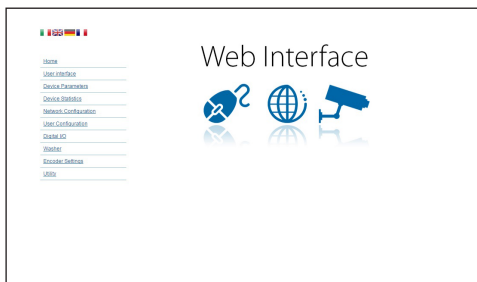 Web Interface
Home
User Interface
Device Parameters
Device Statistics
Network Configuration
User Configuration
Digital I/O
Washer
Encoder Settings
Utility